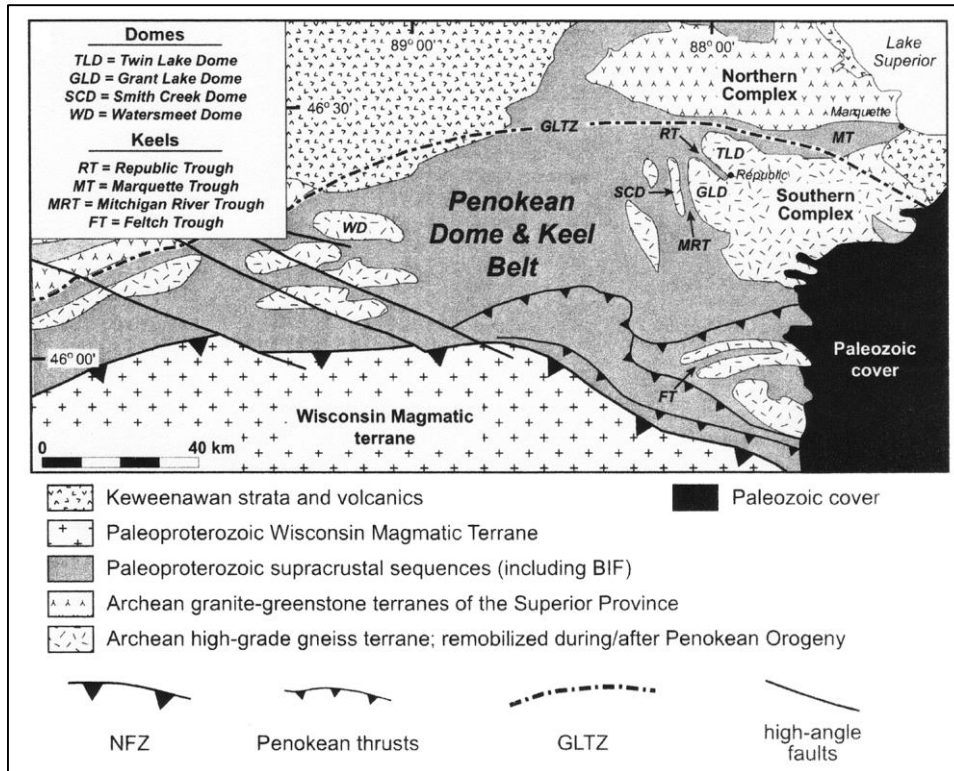 Domes
TLD = Twin Lake Dome
GLD = Grant Lake Dome
SCD = Smith Creek Dome
WD = Watersmeet Dome
Keels
RT = Republic Trough
MT = Marquette Trough
MRT = Mitchigan River Trough
FT = Feltch Trough
89° 00'
88° 00'
Lake
Superior
46° 30'
Northern
Complex
Marquette
GLTZ
RT
MT
TLD
Republic
SCD
GLD
Southern
Complex
WD
Penokean
Dome & Keel
Belt
MRT
46° 00'
Paleozoic
cover
FT
Wisconsin Magmatic
terrane
0
40 km
Keweenawan strata and volcanics
Paleozoic cover
Paleoproterozoic Wisconsin Magmatic Terrane
Paleoproterozoic supracrustal sequences (including BIF)
Archean granite-greenstone terranes of the Superior Province
Archean high-grade gneiss terrane; remobilized during/after Penokean Orogeny
NFZ
Penokean thrusts
GLTZ
high-angle
faults